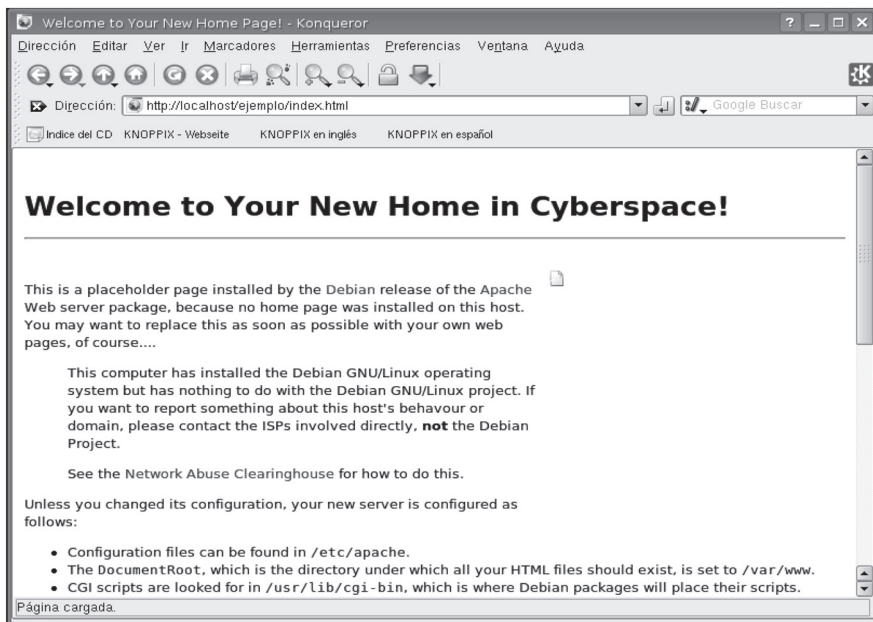 Welcome to Your New Home Page! - Konqueror
Dirección Editar Ver Ir Marcadores Herramientas Preferencias Ventana Ayuda
Dirección: http://localhost/ejemplo/index.html Google Buscar
Indice del CD KNOPPIX - Webseite KNOPPIX en inglés KNOPPIX en español
Welcome to Your New Home in Cyberspace!
This is a placeholder page installed by the Debian release of the Apache
Web server package, because no home page was installed on this host.
You may want to replace this as soon as possible with your own web
pages, of course....
This computer has installed the Debian GNU/Linux operating
system but has nothing to do with the Debian GNU/Linux project. If
you want to report something about this host's behavour or
domain, please contact the ISPs involved directly, not the Debian
Project.
See the Network Abuse Clearinghouse for how to do this.
Unless you changed its configuration, your new server is configured as
follows:
• Configuration files can be found in /etc/apache.
• The DocumentRoot, which is the directory under which all your HTML files should exist, is set to /var/www.
• CGI scripts are looked for in /usr/lib/cgi-bin, which is where Debian packages will place their scripts.
Página cargada.